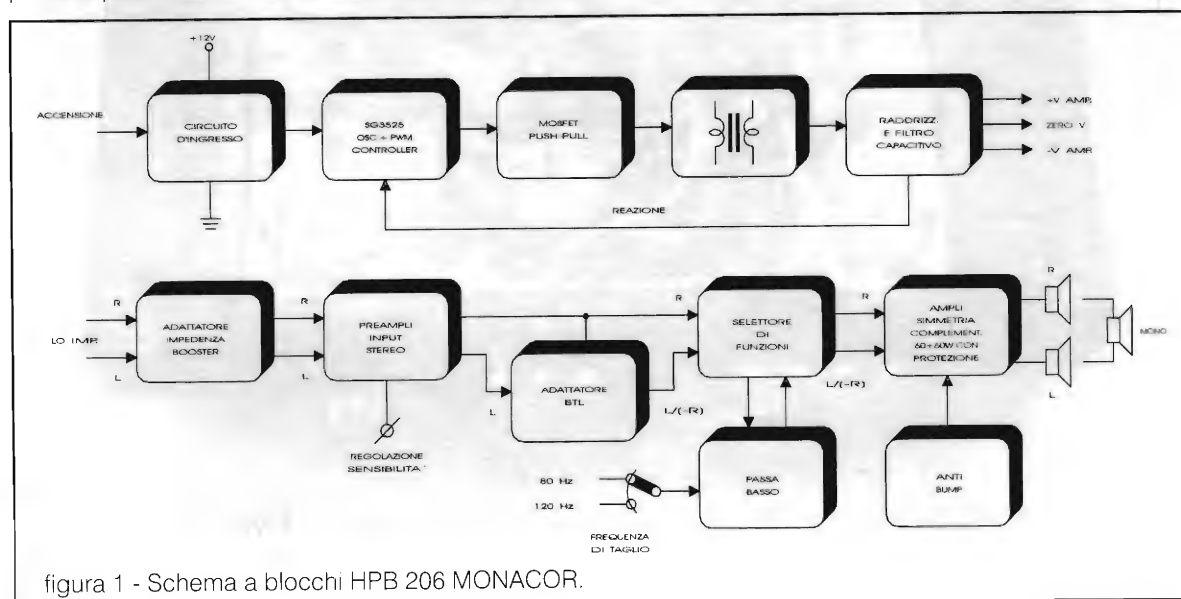 +12V
ACCENSIONE
CIRCUITO
D'INGRESSO
SG3525
OSC + PWM
CONTROLLER
MOSFET
PUSH PULL
RADDRIZZ.
E FILTRO
CAPACITIVO
+V AMP.
ZERO V
-V AMP.
REAZIONE
R
LO IMP.
L
ADATTATORE
IMPEDENZA
BOOSTER
R
L
PREAMPLI
INPUT
STEREO
REGOLAZIONE
SENSIBILITA'
L
ADATTATORE
BTL
R
L/(-R)
SELETTORE
DI
FUNZIONI
R
L/(-R)
AMPLI
SIMMETRIA
COMPLEMENT.
60+60W CON
PROTEZIONE
R
L
MONO
80 Hz
120 Hz
FREQUENZA
DI TAGLIO
PASSA
BASSO
ANTI
BUMP
figura 1 - Schema a blocchi HPB 206 MONACOR.